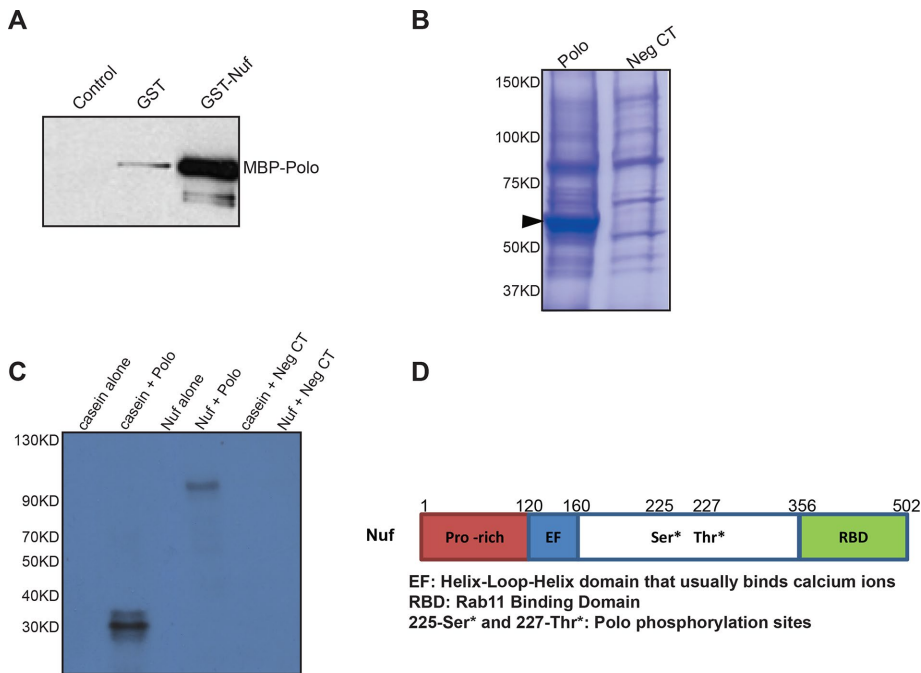 A
Control
GST
GST-Nuf
MBP-Polo
B
Polo
Neg CT
150KD
100KD
75KD
50KD
37KD
C
casein alone
casein + Polo
Nuf alone
Nuf + Polo
casein + Neg CT
Nuf + Neg CT
130KD
90KD
70KD
50KD
40KD
30KD
D
1 120 160 225 227 356 502
Nuf Pro -rich EF Ser* Thr* RBD
EF: Helix-Loop-Helix domain that usually binds calcium ions
RBD: Rab11 Binding Domain
225-Ser* and 227-Thr*: Polo phosphorylation sites